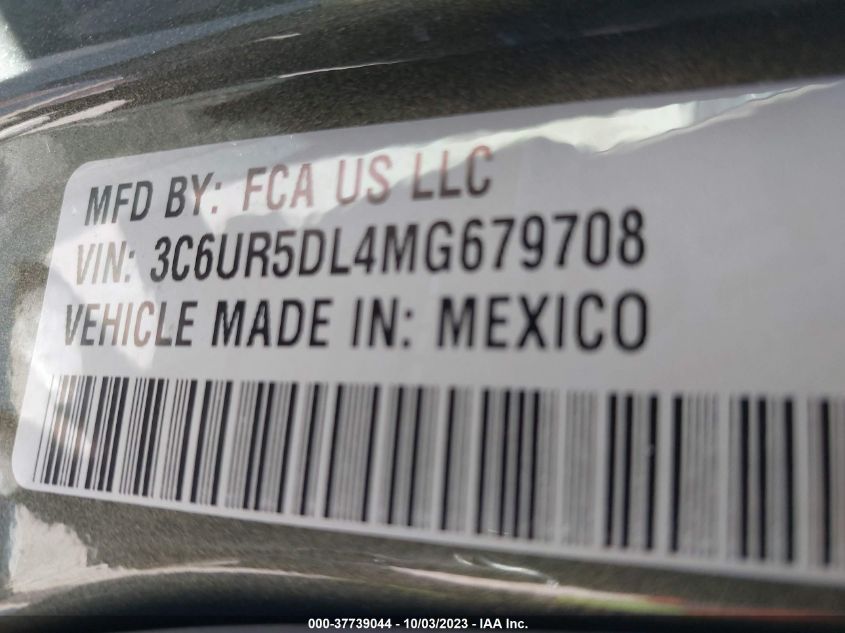 MFD BY: FCA US LLC
VIN: 3C6UR5DL4MG679708
VEHICLE MADE IN: MEXICO
000-37739044 / 10/03/2023 - IAA Inc.